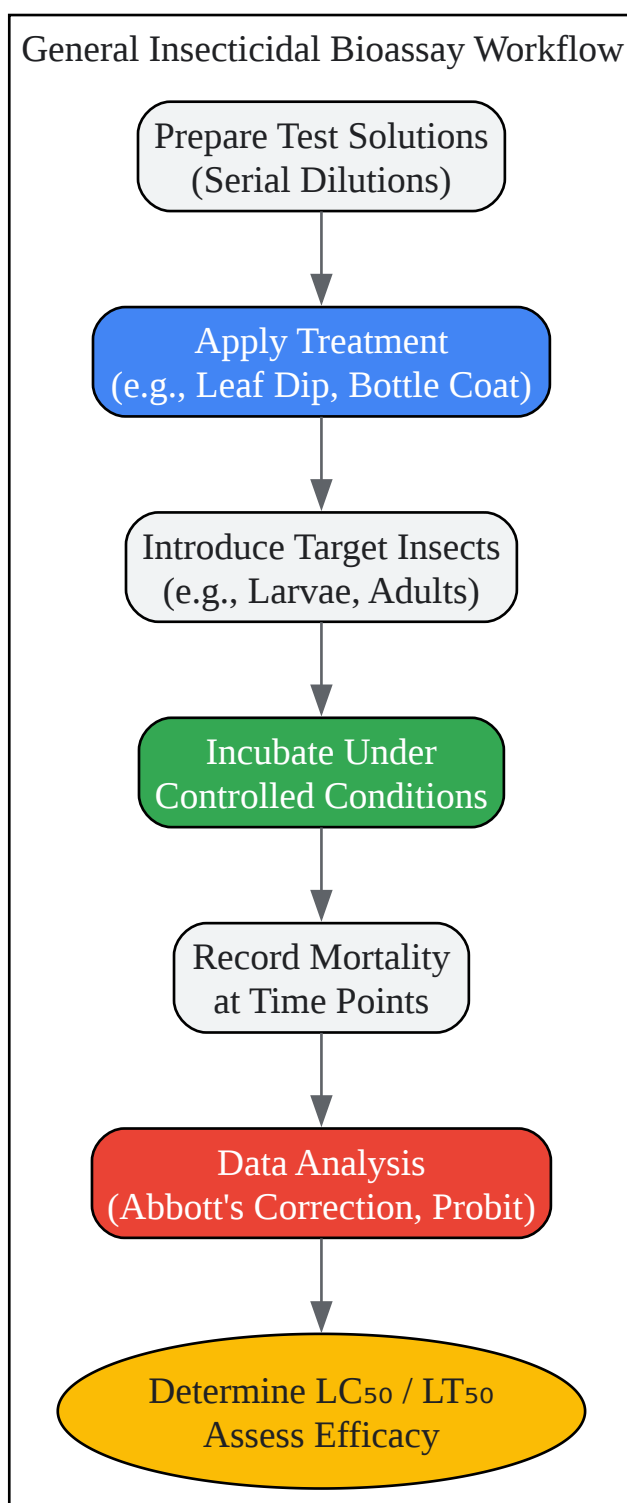 General Insecticidal Bioassay Workflow
Prepare Test Solutions
(Serial Dilutions)
Apply Treatment
(e.g., Leaf Dip, Bottle Coat)
Introduce Target Insects
(e.g., Larvae, Adults)
Incubate Under
Controlled Conditions
Record Mortality
at Time Points
Data Analysis
(Abbott's Correction, Probit)
Determine LC₅₀ / LT₅₀
Assess Efficacy